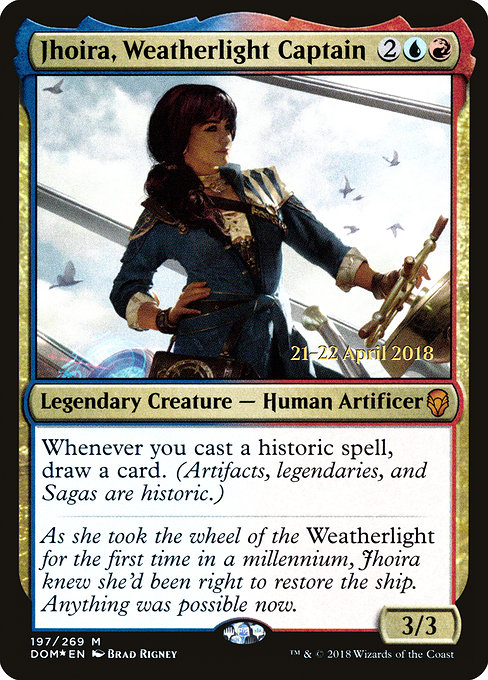 Jhoira, Weatherlight Captain 2
21-22 April 2018
Legendary Creature — Human Artificer
Whenever you cast a historic spell,
draw a card. (Artifacts, legendaries, and
Sagas are historic.)
As she took the wheel of the Weatherlight
for the first time in a millennium, Jhoira
knew she'd been right to restore the ship.
Anything was possible now.
3/3
197/269 M
DOM★EN Brad Rigney
™ & © 2018 Wizards of the Coast